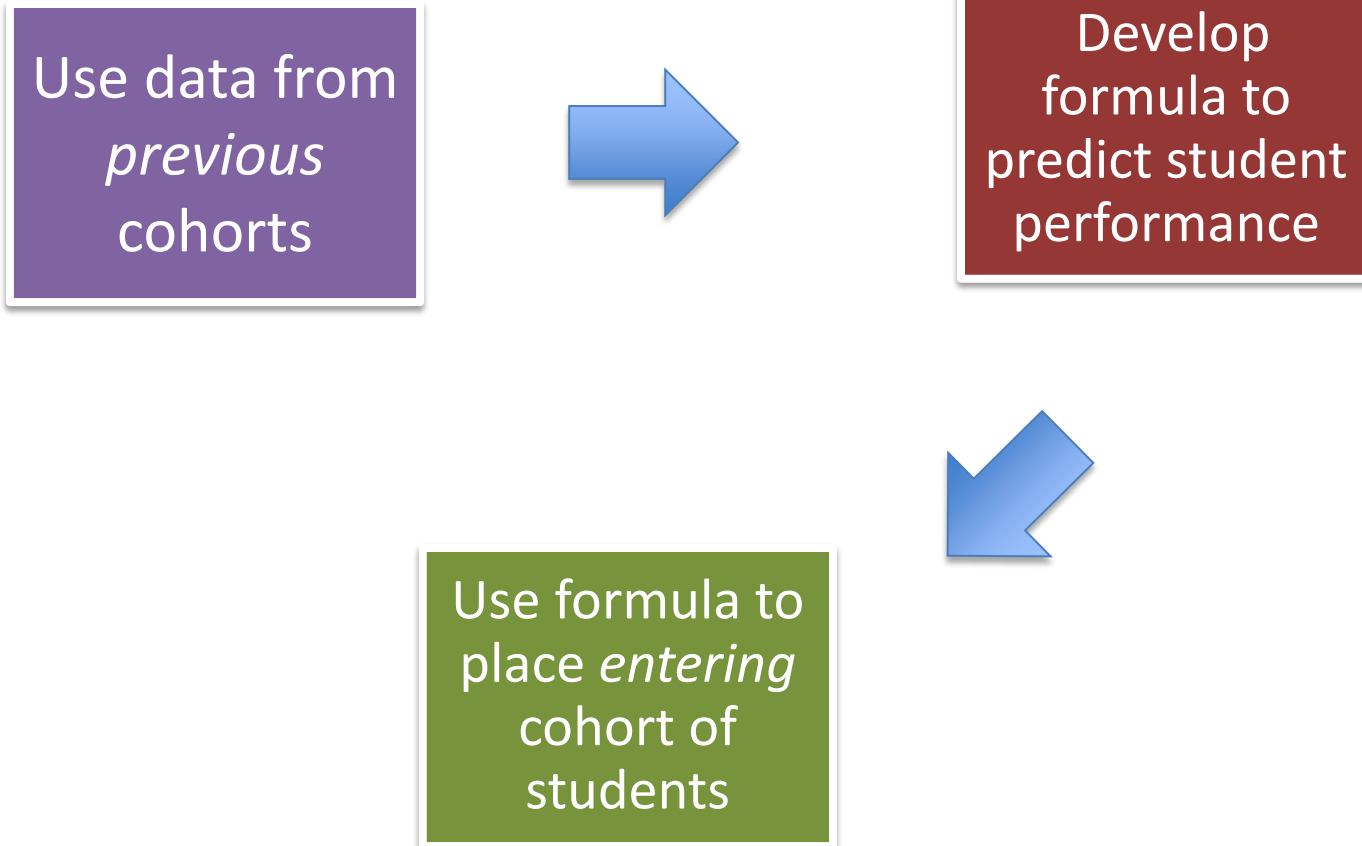 Use data from
previous
cohorts
Develop
formula to
predict student
performance
Use formula to
place entering
cohort of
students